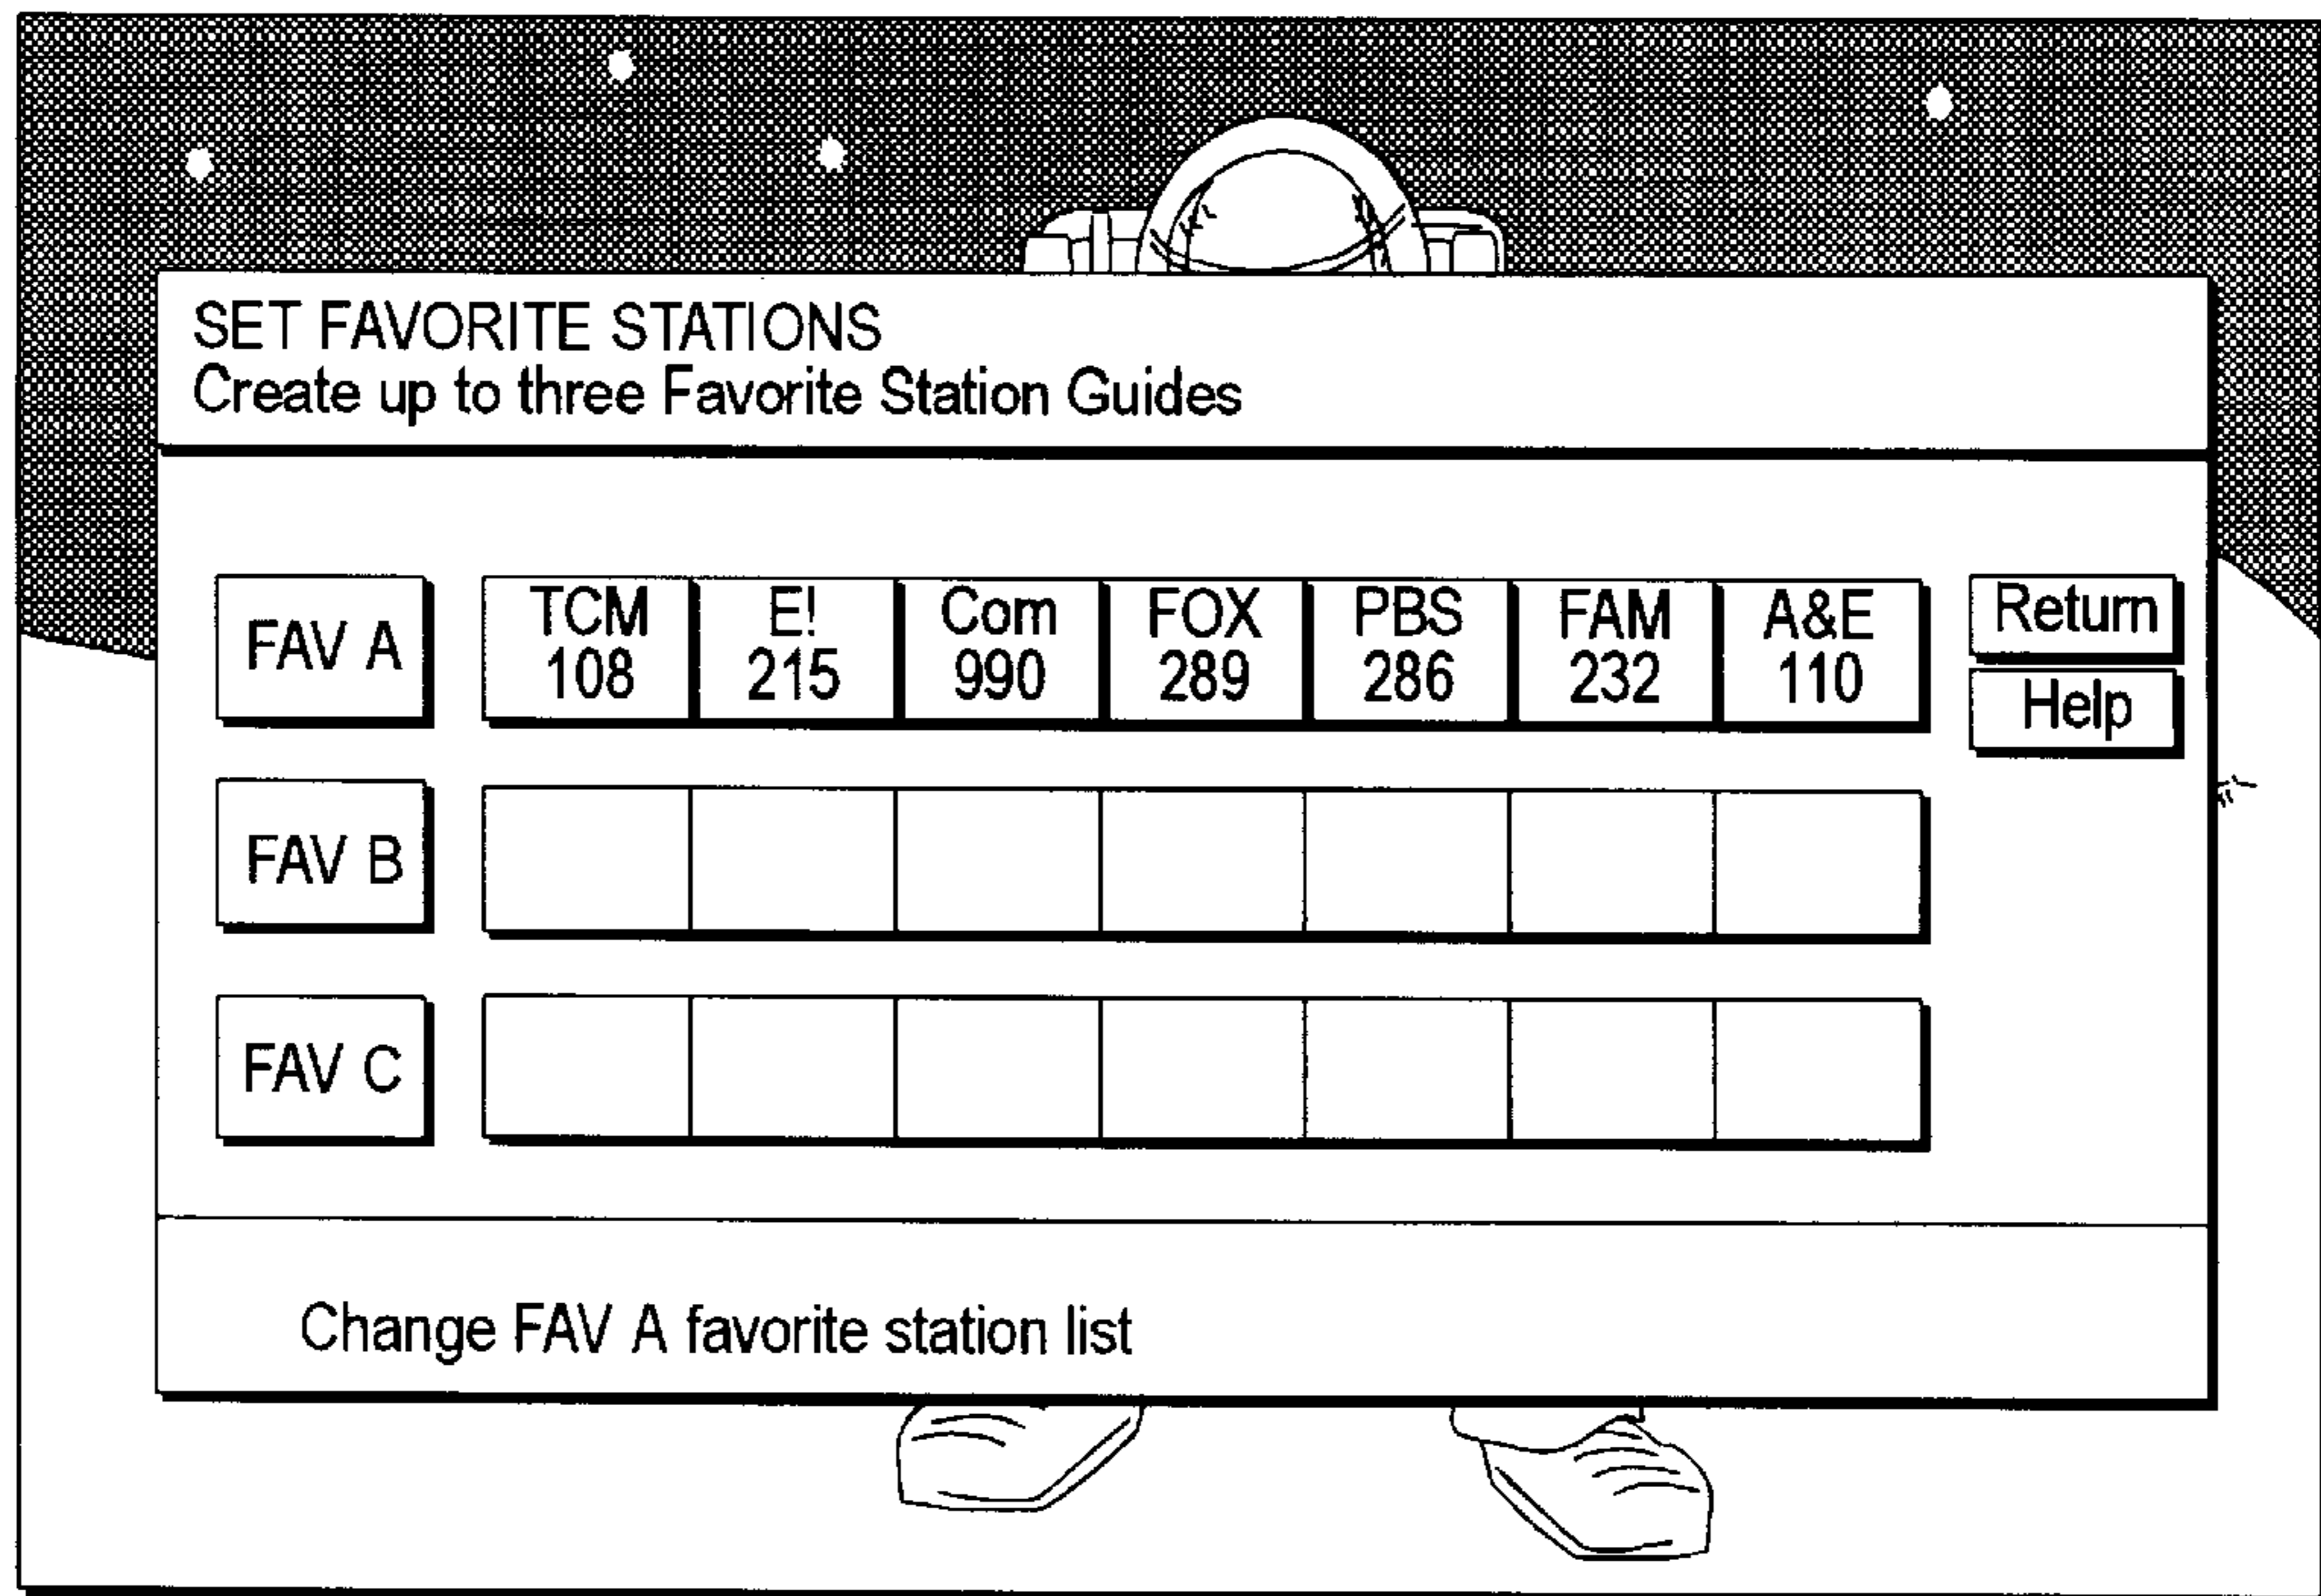 SET FAVORITE STATIONS
Create up to three Favorite Station Guides
FAV A
TCM
108
E!
215
Com
990
FOX
289
PBS
286
FAM
232
A&E
110
Return
Help
FAV B
FAV C
Change FAV A favorite station list